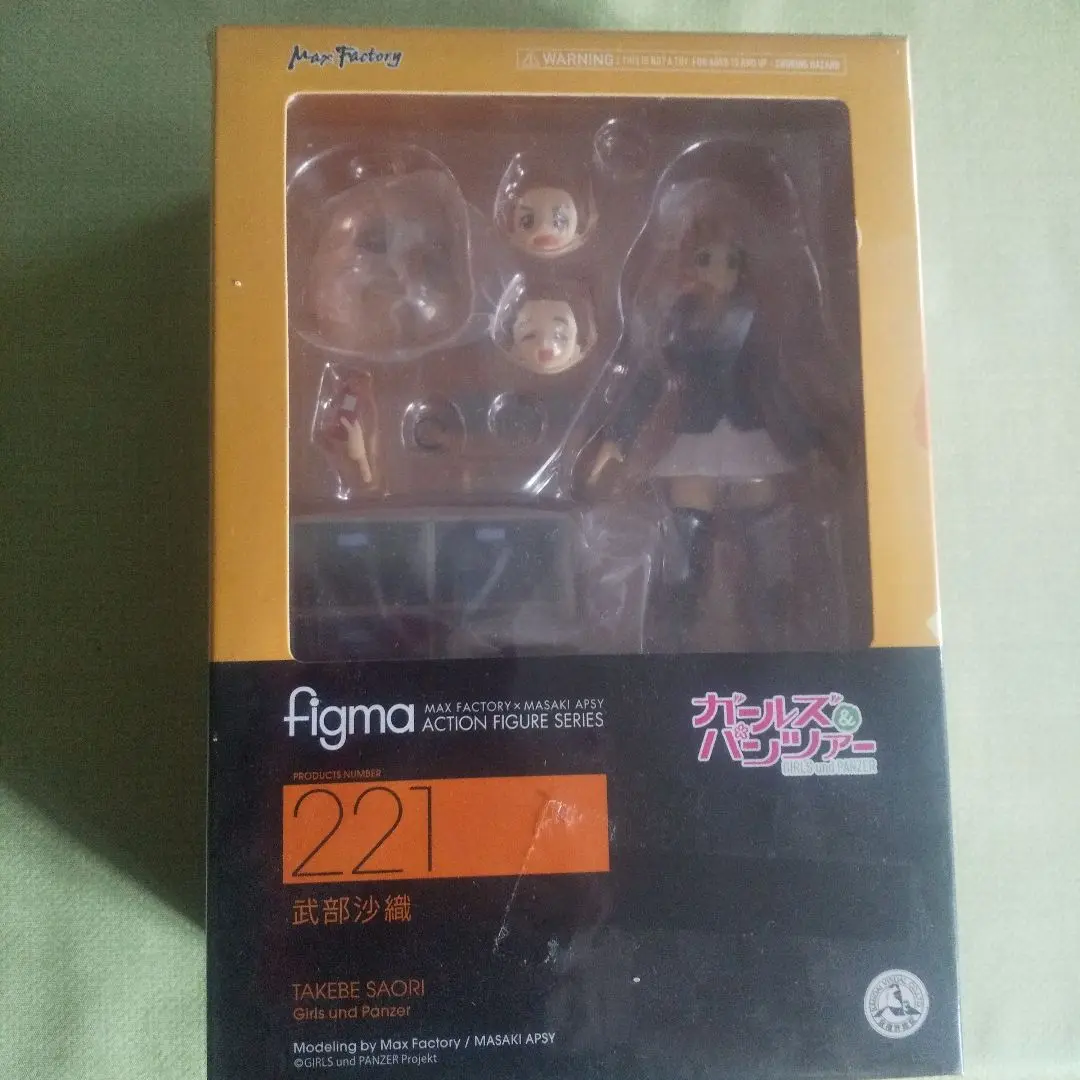 Max Factory
WARNING: THIS IS NOT A TOY. FOR AGES 15 AND UP - CHOKING HAZARD
figma
MAX FACTORY × MASAKI APSY
ACTION FIGURE SERIES
ガールズ&パンツァー
GIRLS und PANZER
PRODUCTS NUMBER
221
武部沙織
TAKEBE SAORI
Girls und Panzer
Modeling by Max Factory / MASAKI APSY
©GIRLS und PANZER Projekt